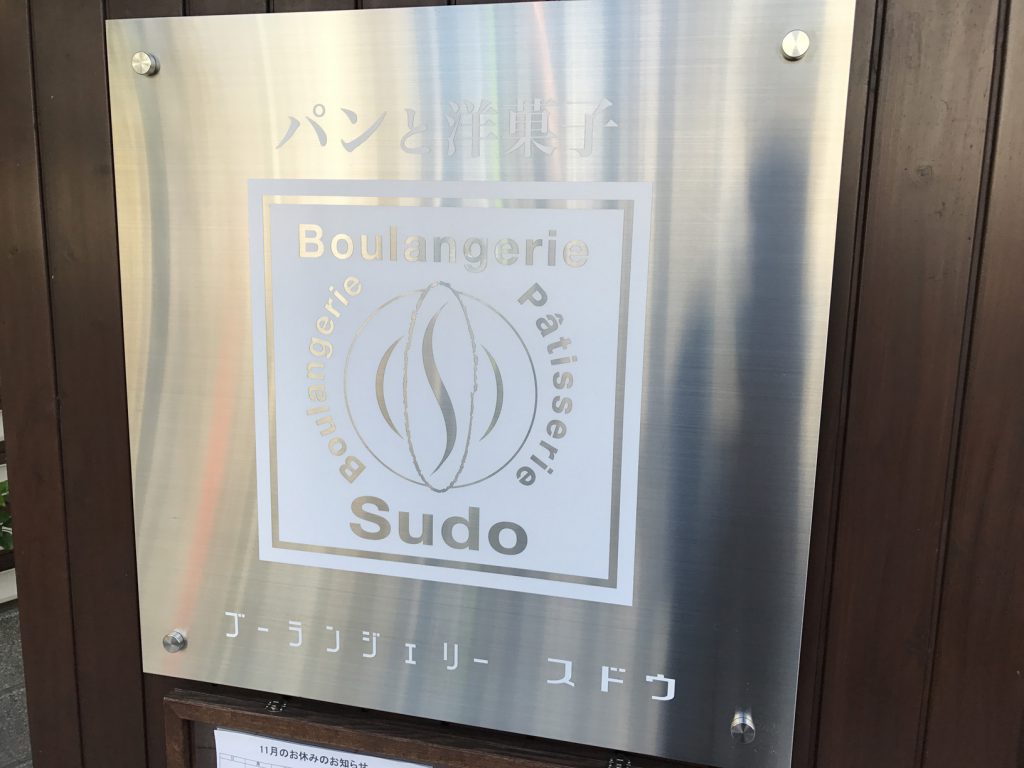 パンと洋菓子
Boulangerie
Boulangerie
Pâtisserie
Sudo
ブーランジェリー スドウ
11月のお休みのお知らせ